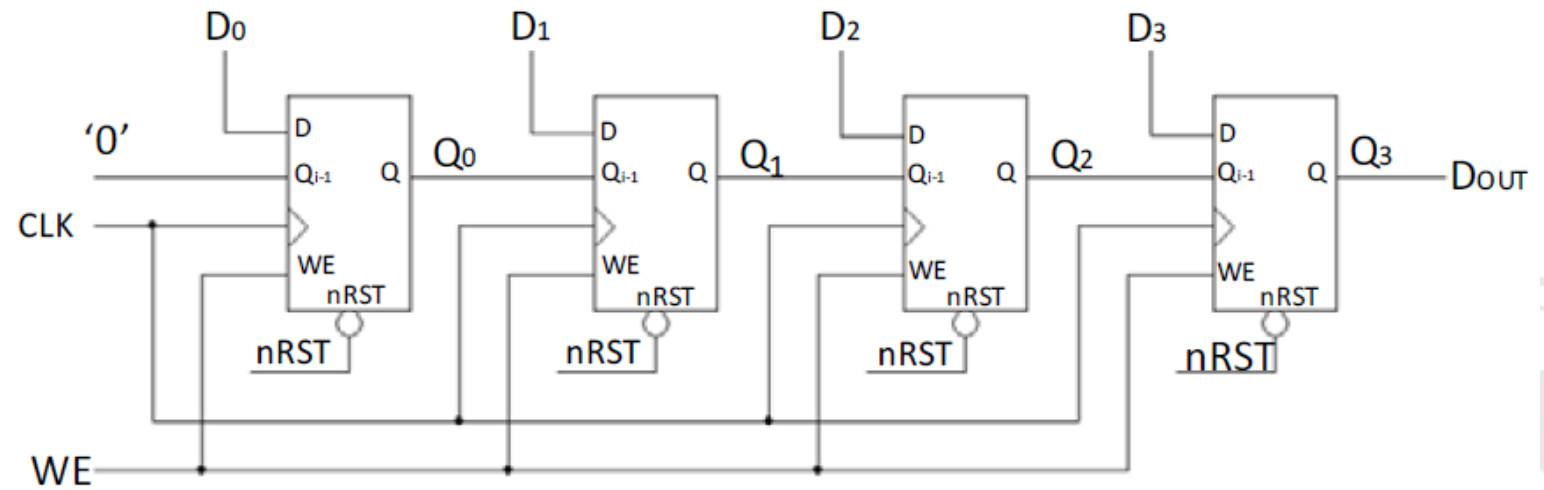 D0 D1 D2 D3
D D D D
'0' Q0 Q1 Q2 Q3
Qi-1 Q Qi-1 Q Qi-1 Q Qi-1 Q DOUT
CLK
WE WE WE WE
nRST nRST nRST nRST
nRST nRST nRST nRST
WE